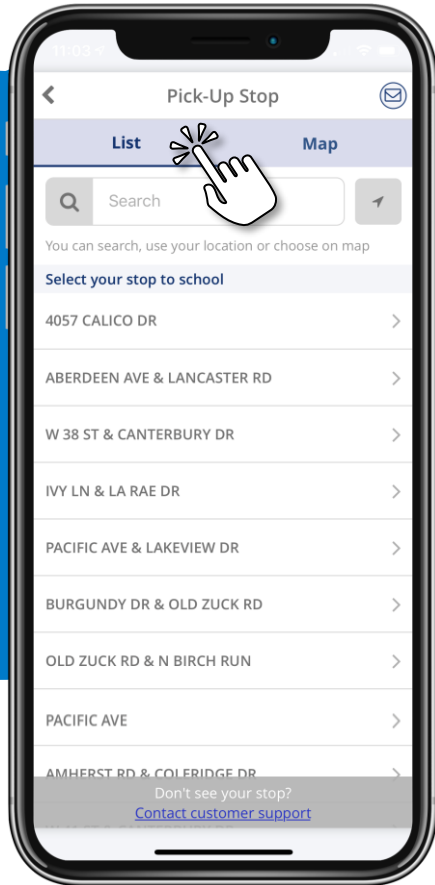 11:03
Pick-Up Stop
List Map
Search
You can search, use your location or choose on map
Select your stop to school
4057 CALICO DR
ABERDEEN AVE & LANCASTER RD
W 38 ST & CANTERBURY DR
IVY LN & LA RAE DR
PACIFIC AVE & LAKEVIEW DR
BURGUNDY DR & OLD ZUCK RD
OLD ZUCK RD & N BIRCH RUN
PACIFIC AVE
AMHERST RD & COLERIDGE DR
Don't see your stop?
Contact customer support